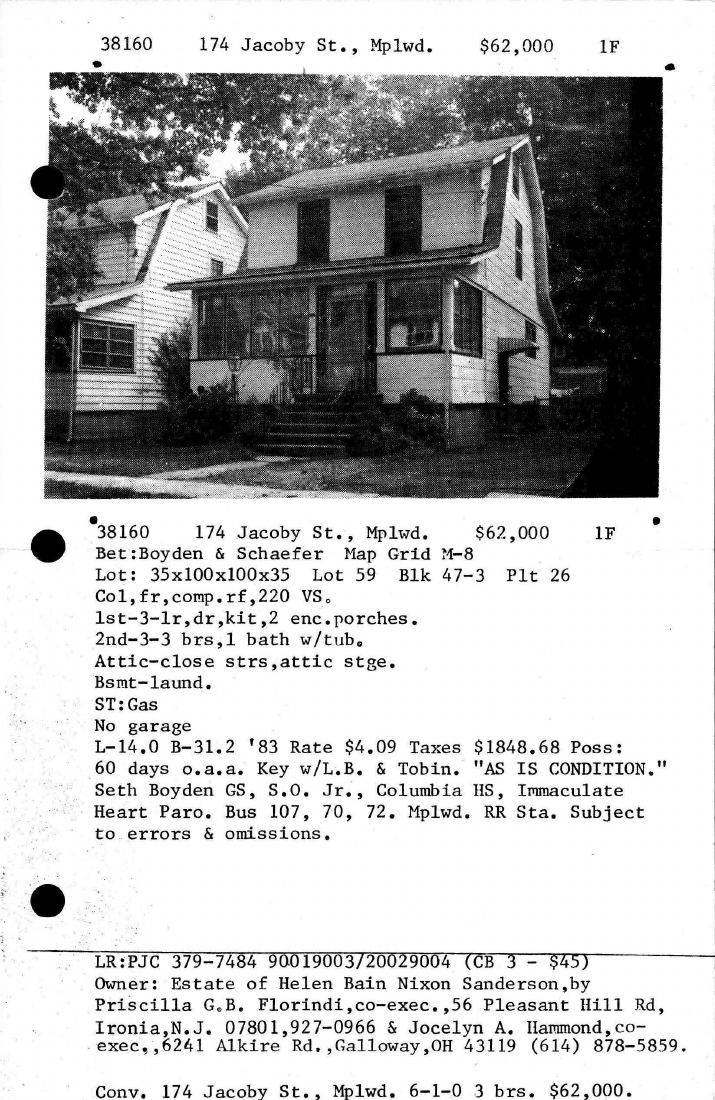 38160 174 Jacoby St., Mplwd. $62,000 1F
38160 174 Jacoby St., Mplwd. $62,000 1F
Bet:Boyden & Schaefer Map Grid M-8
Lot: 35x100x100x35 Lot 59 Blk 47-3 Plt 26
Col,fr,comp.rf,220 VS.
1st-3-lr,dr,kit,2 enc.porches.
2nd-3-3 brs,1 bath w/tub.
Attic-close strs,attic stge.
Bsmt-laund.
ST:Gas
No garage
L-14.0 B-31.2 '83 Rate $4.09 Taxes $1848.68 Poss:
60 days o.a.a. Key w/L.B. & Tobin. "AS IS CONDITION."
Seth Boyden GS, S.O. Jr., Columbia HS, Immaculate
Heart Paro. Bus 107, 70, 72. Mplwd. RR Sta. Subject
to errors & omissions.
LR:PJC 379-7484 90019003/20029004 (CB 3 - $45)
Owner: Estate of Helen Bain Nixon Sanderson,by
Priscilla G.B. Florindi,co-exec.,56 Pleasant Hill Rd,
Ironia,N.J. 07801,927-0966 & Jocelyn A. Hammond,co-
exec.,6241 Alkire Rd.,Galloway,OH 43119 (614) 878-5859.
Conv. 174 Jacoby St., Mplwd. 6-1-0 3 brs. $62,000.